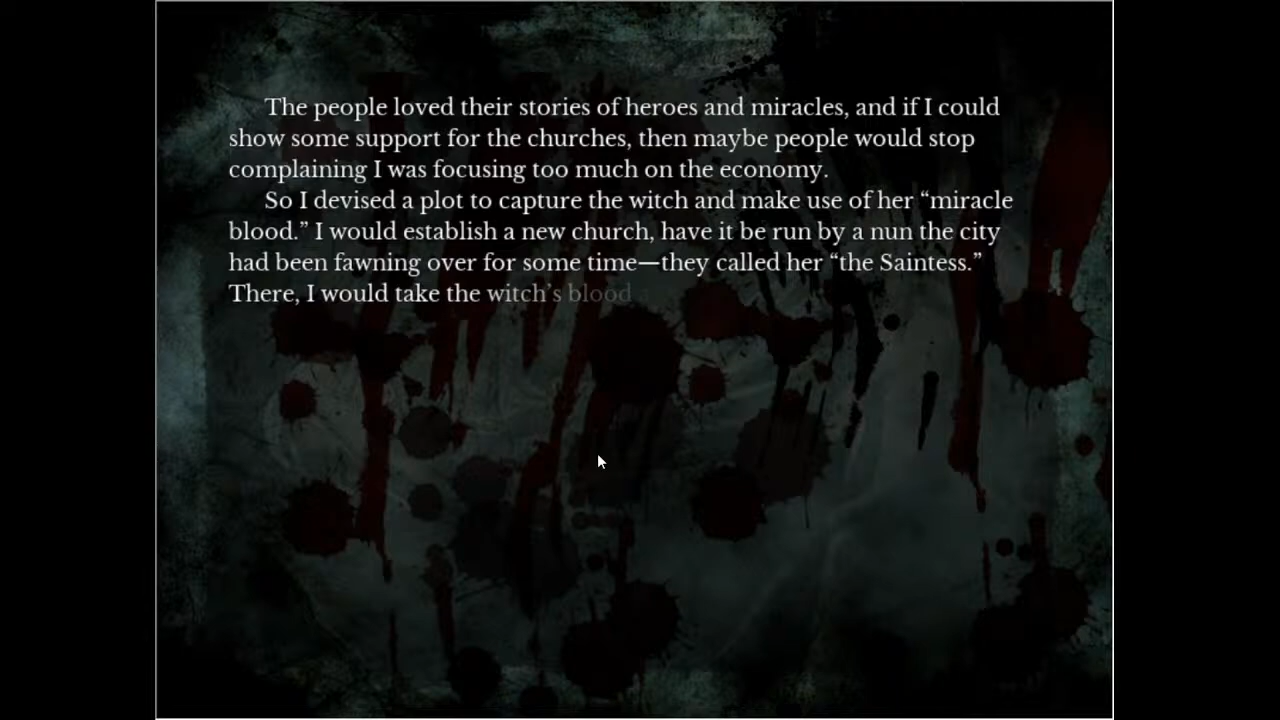 The people loved their stories of heroes and miracles, and if I could
show some support for the churches, then maybe people would stop
complaining I was focusing too much on the economy.
So I devised a plot to capture the witch and make use of her “miracle
blood.” I would establish a new church, have it be run by a nun the city
had been fawning over for some time—they called her “the Saintess.”
There, I would take the witch’s blood